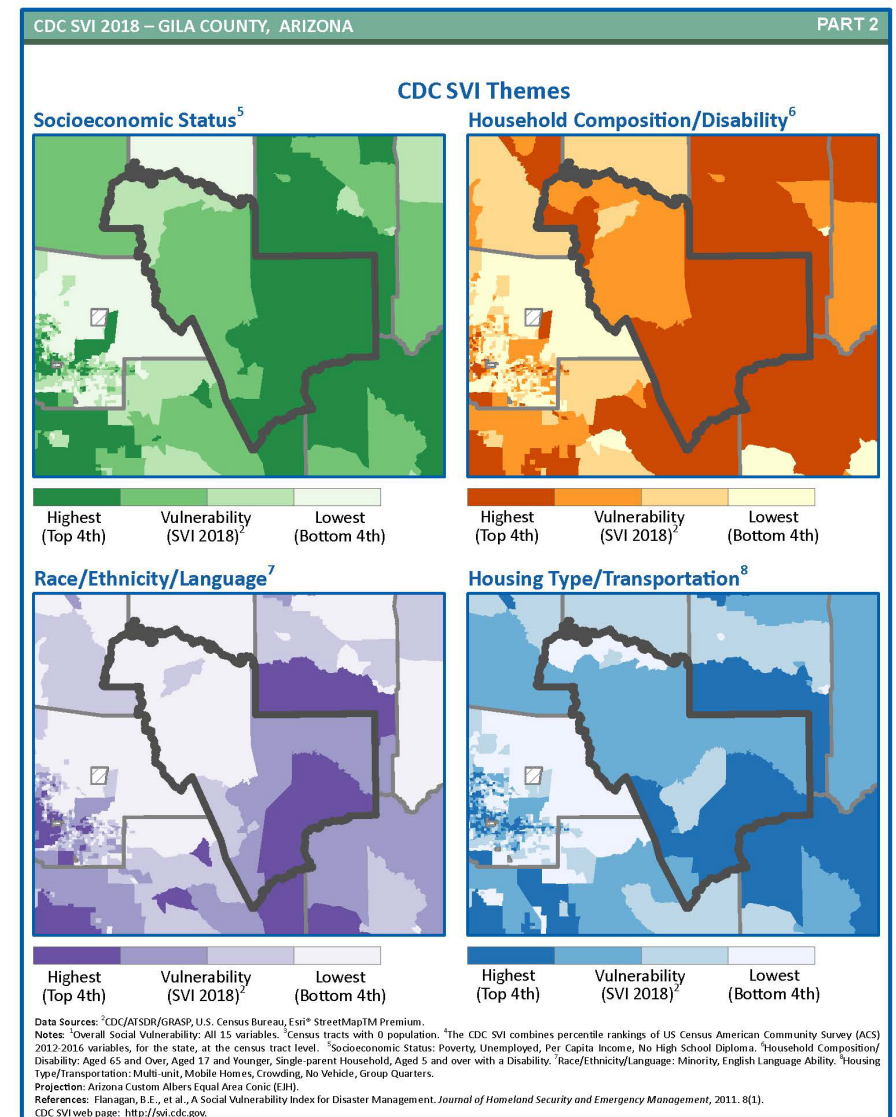 CDC SVI 2018 – GILA COUNTY, ARIZONA
PART 2
CDC SVI Themes
Socioeconomic Status5
Household Composition/Disability6
Highest (Top 4th)
Vulnerability (SVI 2018)2
Lowest (Bottom 4th)
Highest (Top 4th)
Vulnerability (SVI 2018)2
Lowest (Bottom 4th)
Race/Ethnicity/Language7
Housing Type/Transportation8
Highest (Top 4th)
Vulnerability (SVI 2018)2
Lowest (Bottom 4th)
Highest (Top 4th)
Vulnerability (SVI 2018)2
Lowest (Bottom 4th)
Data Sources: 2CDC/ATSDR/GRASP, U.S. Census Bureau, Esri® StreetMapTM Premium.
Notes: 1Overall Social Vulnerability: All 15 variables. 3Census tracts with 0 population. 4The CDC SVI combines percentile rankings of US Census American Community Survey (ACS)
2012-2016 variables, for the state, at the census tract level. 5Socioeconomic Status: Poverty, Unemployed, Per Capita Income, No High School Diploma. 6Household Composition/
Disability: Aged 65 and Over, Aged 17 and Younger, Single-parent Household, Aged 5 and over with a Disability. 7Race/Ethnicity/Language: Minority, English Language Ability. 8Housing
Type/Transportation: Multi-unit, Mobile Homes, Crowding, No Vehicle, Group Quarters.
Projection: Arizona Custom Albers Equal Area Conic (EJH).
References: Flanagan, B.E., et al., A Social Vulnerability Index for Disaster Management. Journal of Homeland Security and Emergency Management, 2011. 8(1).
CDC SVI web page: http://svi.cdc.gov.